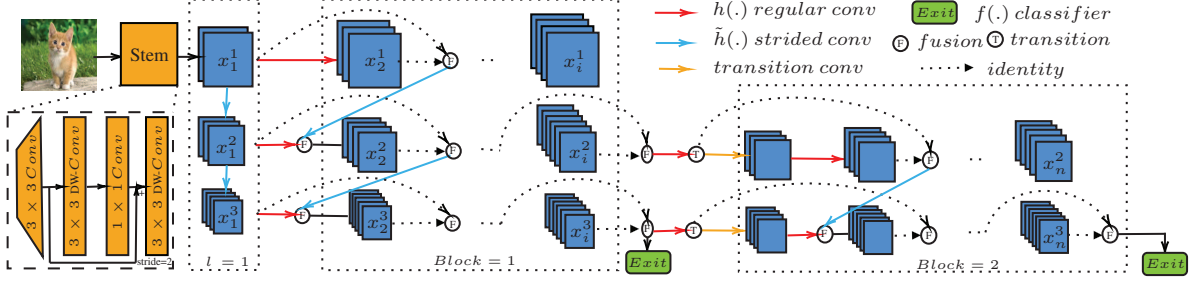 h(.) regular conv
Exit f(.) classifier
h̃(.) strided conv
F fusion T transition
transition conv
identity
Stem
x_1^1
x_2^1
F
..
x_i^1
3 × 3 Conv
3 × 3 DW-Conv
1 × 1 Conv
3 × 3 DW-Conv
+
stride=2
x_1^2
F
x_2^2
F
..
x_i^2
F
T
F
..
x_n^2
x_1^3
F
x_2^3
F
..
x_i^3
F
T
F
F
..
x_n^3
F
l = 1
Block = 1
Exit
Block = 2
Exit